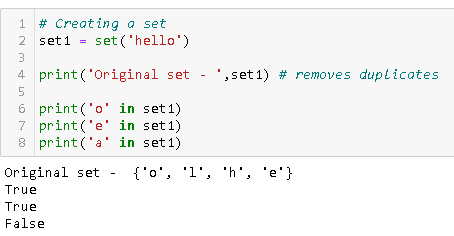 1 # Creating a set
2 set1 = set('hello')
3
4 print('Original set - ',set1) # removes duplicates
5
6 print('o' in set1)
7 print('e' in set1)
8 print('a' in set1)
Original set -  {'o', 'l', 'h', 'e'}
True
True
False